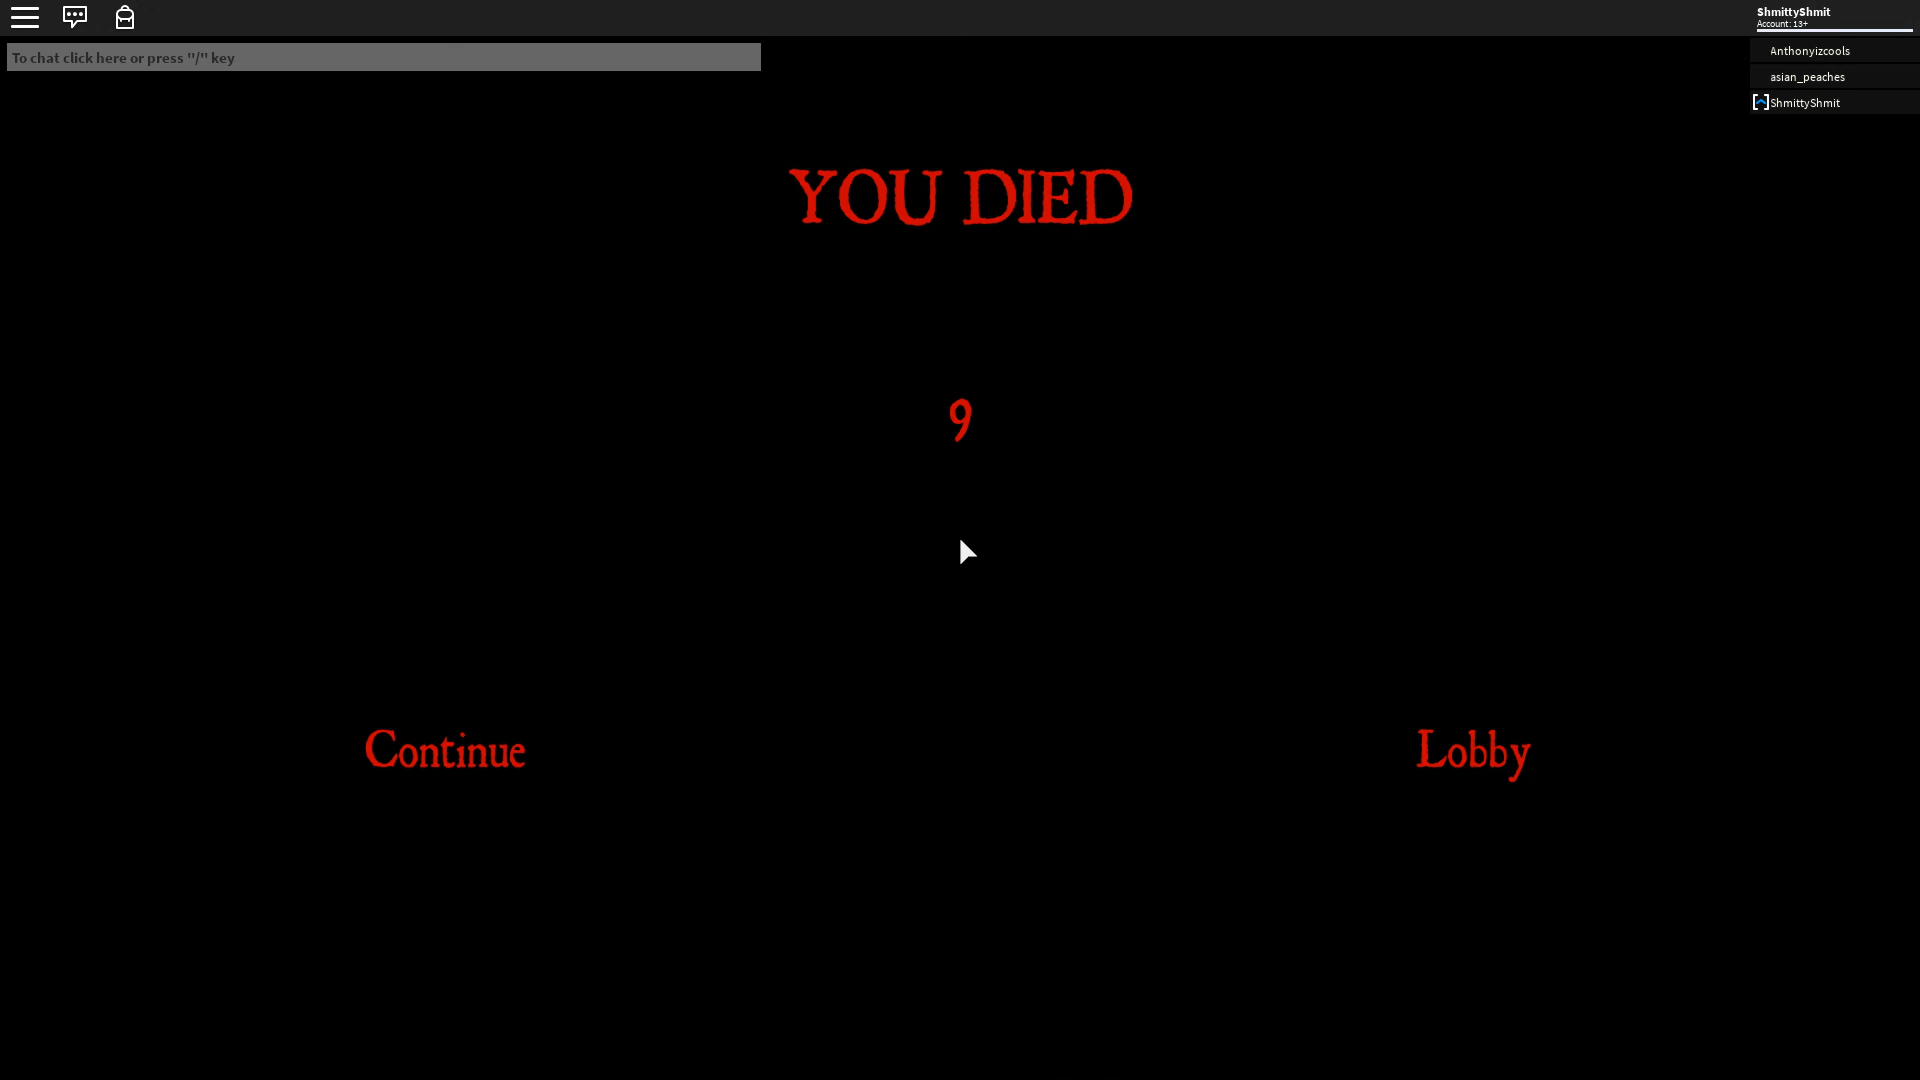 ShmittyShmit
Account: 13+
To chat click here or press "/" key
Anthonyizcools
asian_peaches
ShmittyShmit
YOU DIED
9
Continue
Lobby